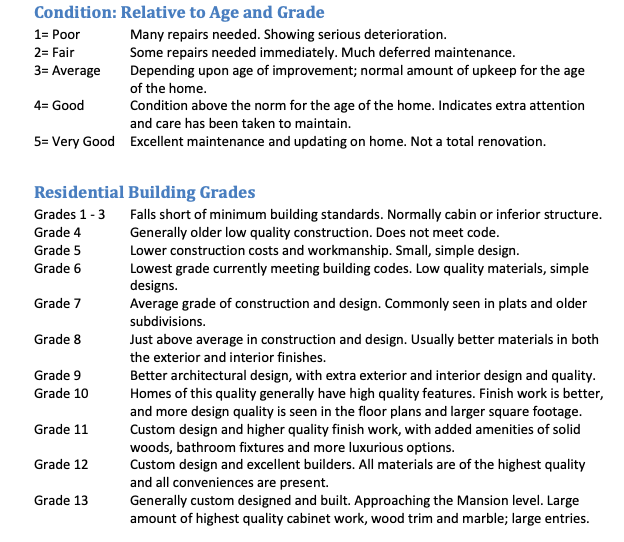 Condition: Relative to Age and Grade
1= Poor Many repairs needed. Showing serious deterioration.
2= Fair Some repairs needed immediately. Much deferred maintenance.
3= Average Depending upon age of improvement; normal amount of upkeep for the age
of the home.
4= Good Condition above the norm for the age of the home. Indicates extra attention
and care has been taken to maintain.
5= Very Good Excellent maintenance and updating on home. Not a total renovation.
Residential Building Grades
Grades 1 - 3 Falls short of minimum building standards. Normally cabin or inferior structure.
Grade 4 Generally older low quality construction. Does not meet code.
Grade 5 Lower construction costs and workmanship. Small, simple design.
Grade 6 Lowest grade currently meeting building codes. Low quality materials, simple
designs.
Grade 7 Average grade of construction and design. Commonly seen in plats and older
subdivisions.
Grade 8 Just above average in construction and design. Usually better materials in both
the exterior and interior finishes.
Grade 9 Better architectural design, with extra exterior and interior design and quality.
Grade 10 Homes of this quality generally have high quality features. Finish work is better,
and more design quality is seen in the floor plans and larger square footage.
Grade 11 Custom design and higher quality finish work, with added amenities of solid
woods, bathroom fixtures and more luxurious options.
Grade 12 Custom design and excellent builders. All materials are of the highest quality
and all conveniences are present.
Grade 13 Generally custom designed and built. Approaching the Mansion level. Large
amount of highest quality cabinet work, wood trim and marble; large entries.